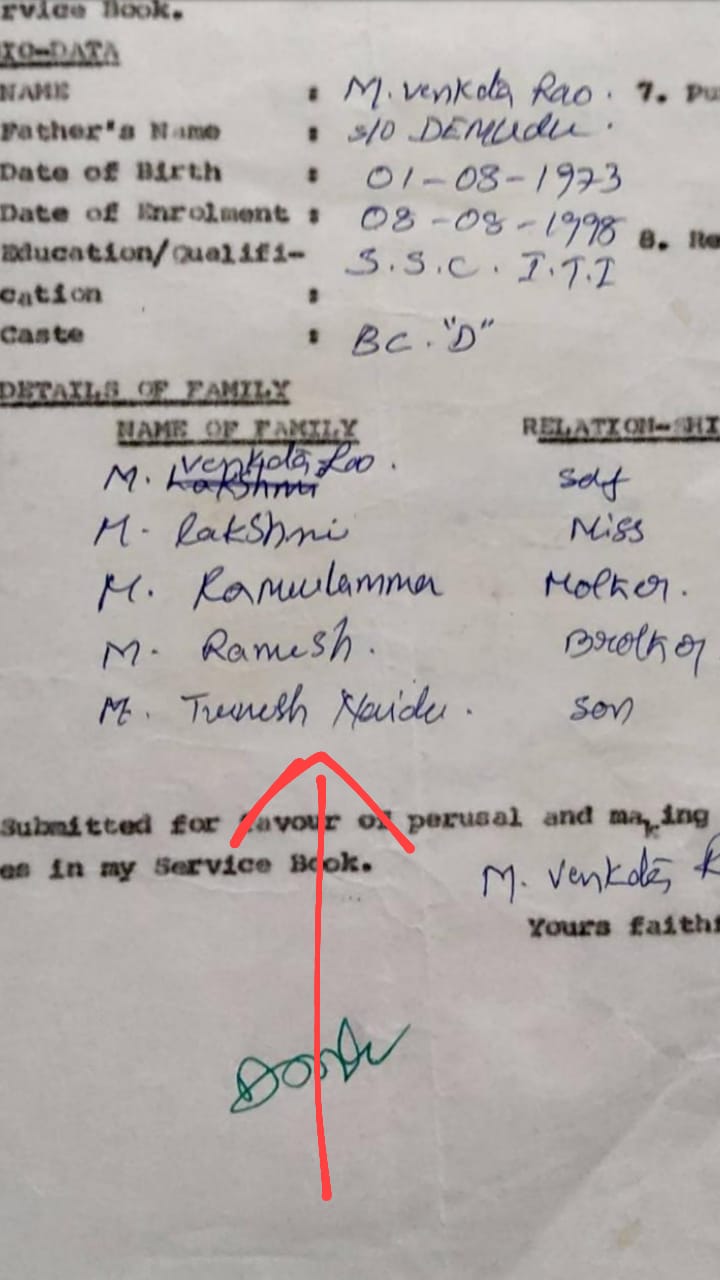 rvice Book.
IO-DATA
NAME : M. Venkata Rao. 7. Pu
Father's Name : S/O DEMUDU.
Date of Birth : 01-08-1973
Date of Enrolment : 08-08-1998 8. Re
Education/Qualifi- S.S.C. I.T.I
cation :
Caste : BC. "D"
DETAILS OF FAMILY
NAME OF FAMILY RELATION-SHI
M. Lakshmi Venkata Rao. Self
M. Lakshmi Miss
M. Ramulamma Mother.
M. Ramesh. Brother
M. Naidu. Son
Submitted for favour of perusal and making
es in my Service Book.
M. Venkata R
Yours faith